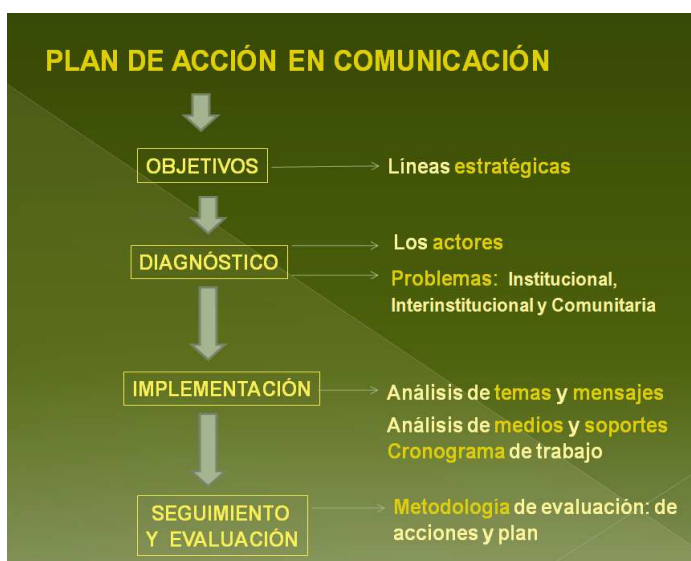 PLAN DE ACCIÓN EN COMUNICACIÓN
OBJETIVOS
Líneas estratégicas
DIAGNÓSTICO
Los actores
Problemas: Institucional,
Interinstitucional y Comunitaria
IMPLEMENTACIÓN
Análisis de temas y mensajes
Análisis de medios y soportes
Cronograma de trabajo
SEGUIMIENTO
Y EVALUACIÓN
Metodología de evaluación: de
acciones y plan